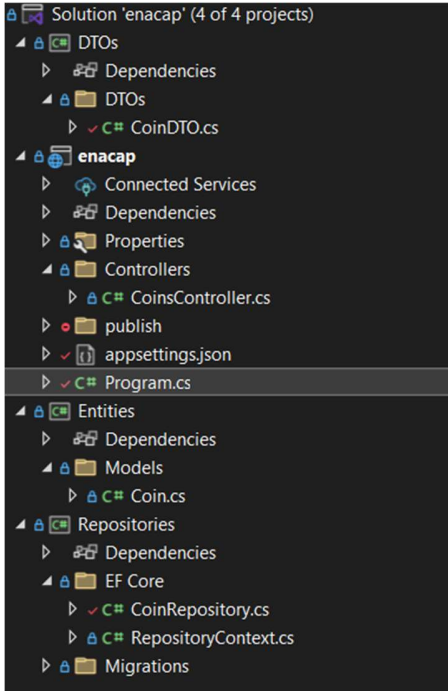 Solution 'enacap' (4 of 4 projects)
C# DTOs
Dependencies
DTOs
C# CoinDTO.cs
enacap
Connected Services
Dependencies
Properties
Controllers
C# CoinsController.cs
publish
appsettings.json
C# Program.cs
C# Entities
Dependencies
Models
C# Coin.cs
C# Repositories
Dependencies
EF Core
C# CoinRepository.cs
C# RepositoryContext.cs
Migrations